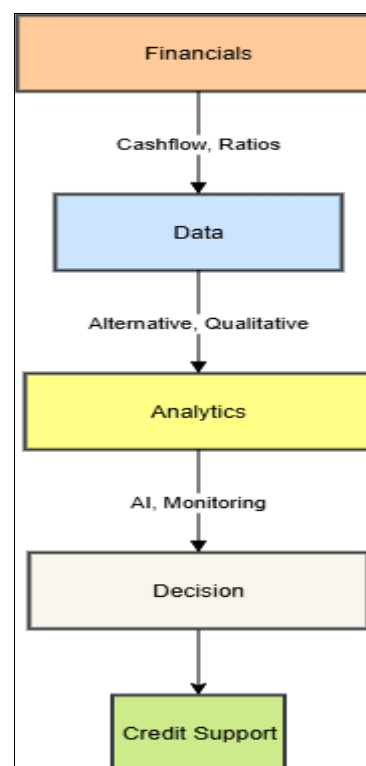 Financials
Cashflow, Ratios
Data
Alternative, Qualitative
Analytics
AI, Monitoring
Decision
Credit Support